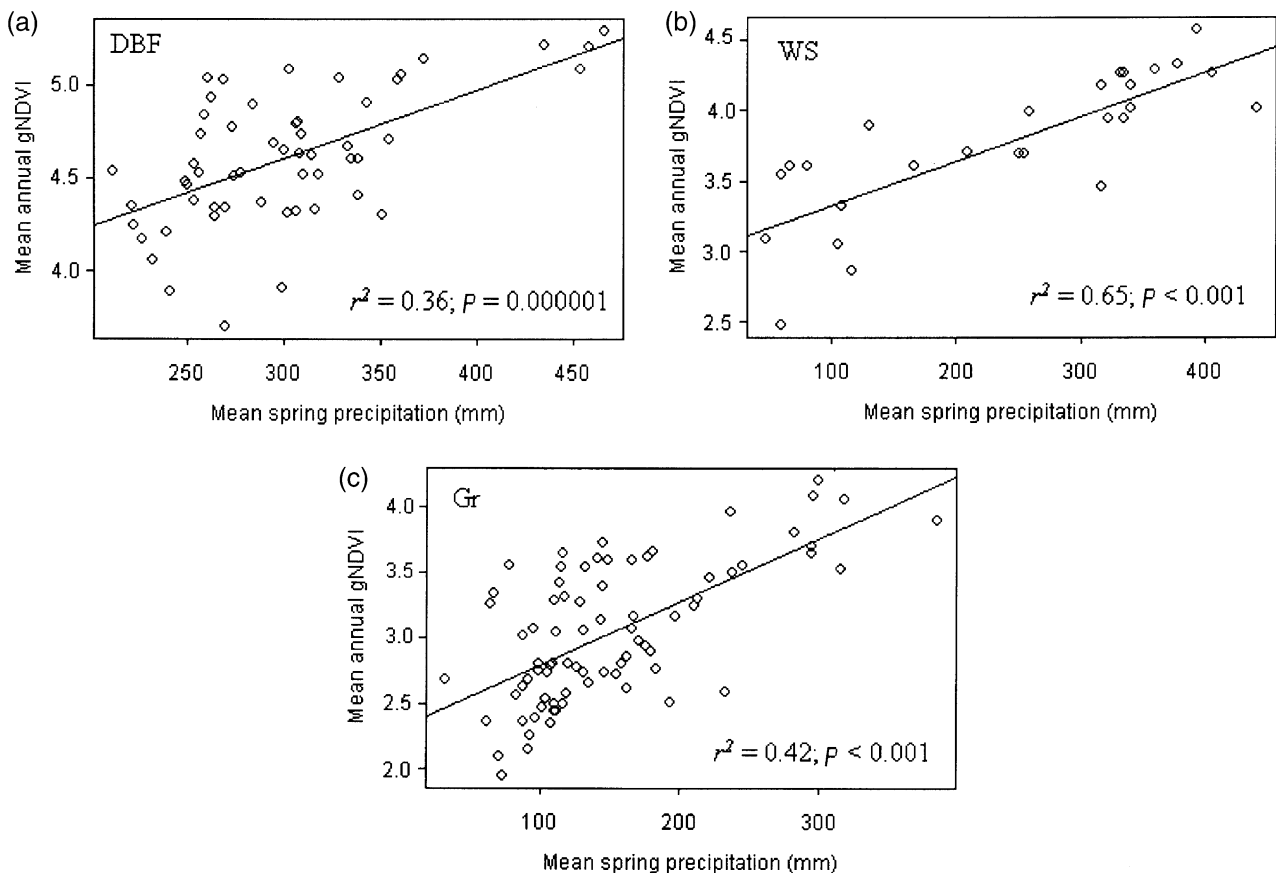 (a)
DBF
Mean annual gNDVI
5.0
4.5
4.0
r² = 0.36; P = 0.000001
250 300 350 400 450
Mean spring precipitation (mm)
(b)
WS
Mean annual gNDVI
4.5
4.0
3.5
3.0
2.5
r² = 0.65; P < 0.001
100 200 300 400
Mean spring precipitation (mm)
(c)
Gr
Mean annual gNDVI
4.0
3.5
3.0
2.5
2.0
r² = 0.42; P < 0.001
100 200 300
Mean spring precipitation (mm)